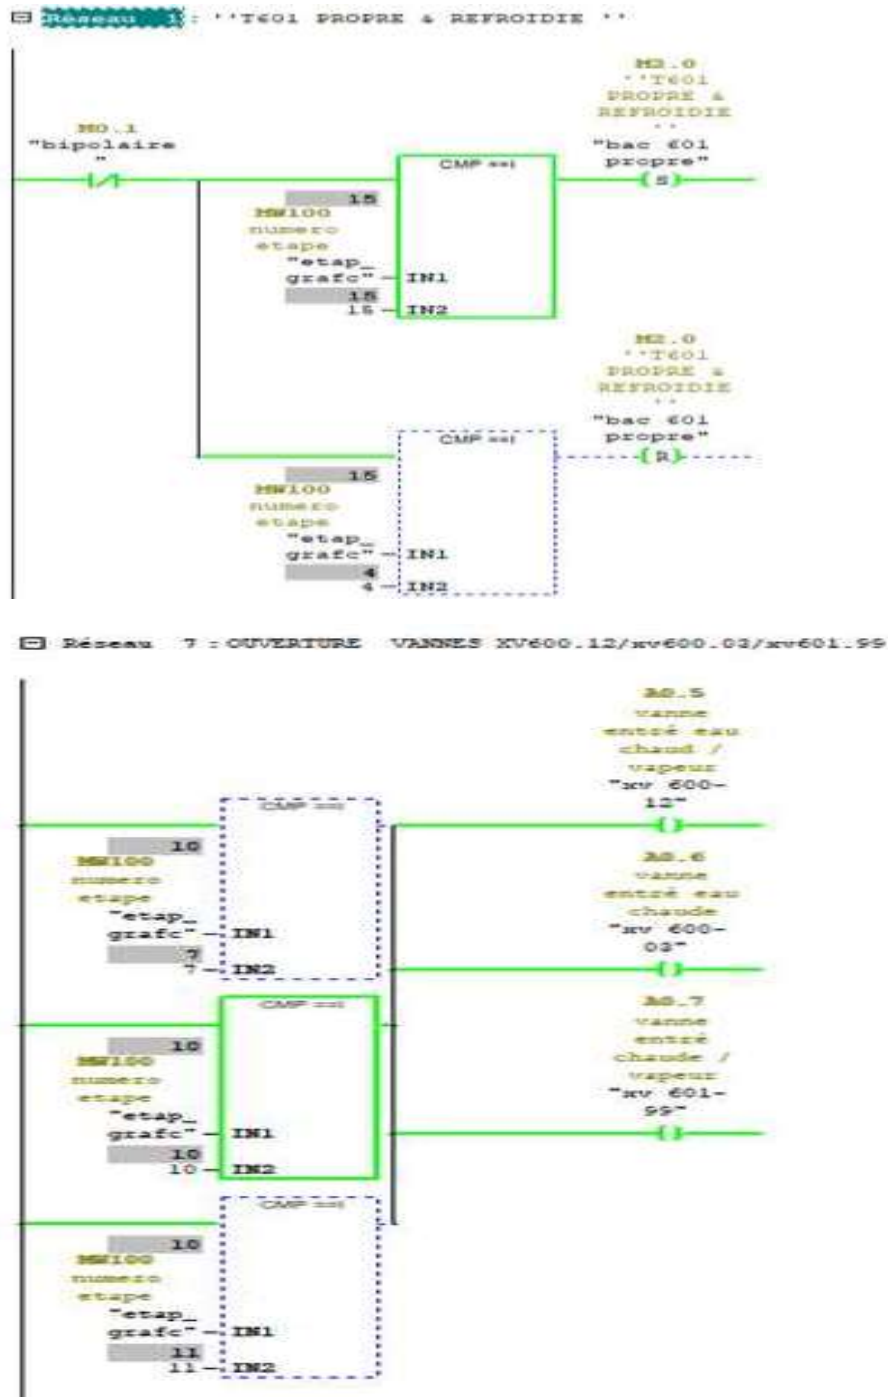 Réseau 1 : ''T601 PROPRE & REFROIDIE ''
M2.0
''T601
PROPRE &
REFROIDIE
''
"bac 601
propre"
S
M0.1
"bipolaire
"
CMP ==I
15
MW100
numero
etape
"etap_
grafc"
IN1
15
15
IN2
M2.0
''T601
PROPRE &
REFROIDIE
''
"bac 601
propre"
R
CMP ==I
15
MW100
numero
etape
"etap_
grafc"
IN1
4
4
IN2
Réseau 7 : OUVERTURE VANNES XV600.12/xv600.03/xv601.99
A0.5
vanne
entré eau
chaud /
vapeur
"xv 600-
12"
CMP ==I
10
MW100
numero
etape
"etap_
grafc"
IN1
7
7
IN2
A0.6
vanne
entré eau
chaude
"xv 600-
03"
CMP ==I
10
MW100
numero
etape
"etap_
grafc"
IN1
10
10
IN2
A0.7
vanne
entré
chaude /
vapeur
"xv 601-
99"
CMP ==I
10
MW100
numero
etape
"etap_
grafc"
IN1
11
11
IN2